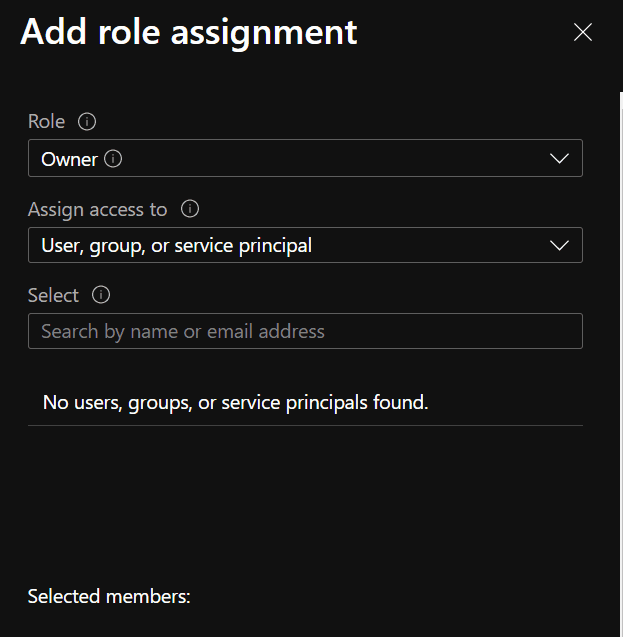 Add role assignment
Role
Owner
Assign access to
User, group, or service principal
Select
Search by name or email address
No users, groups, or service principals found.
Selected members: